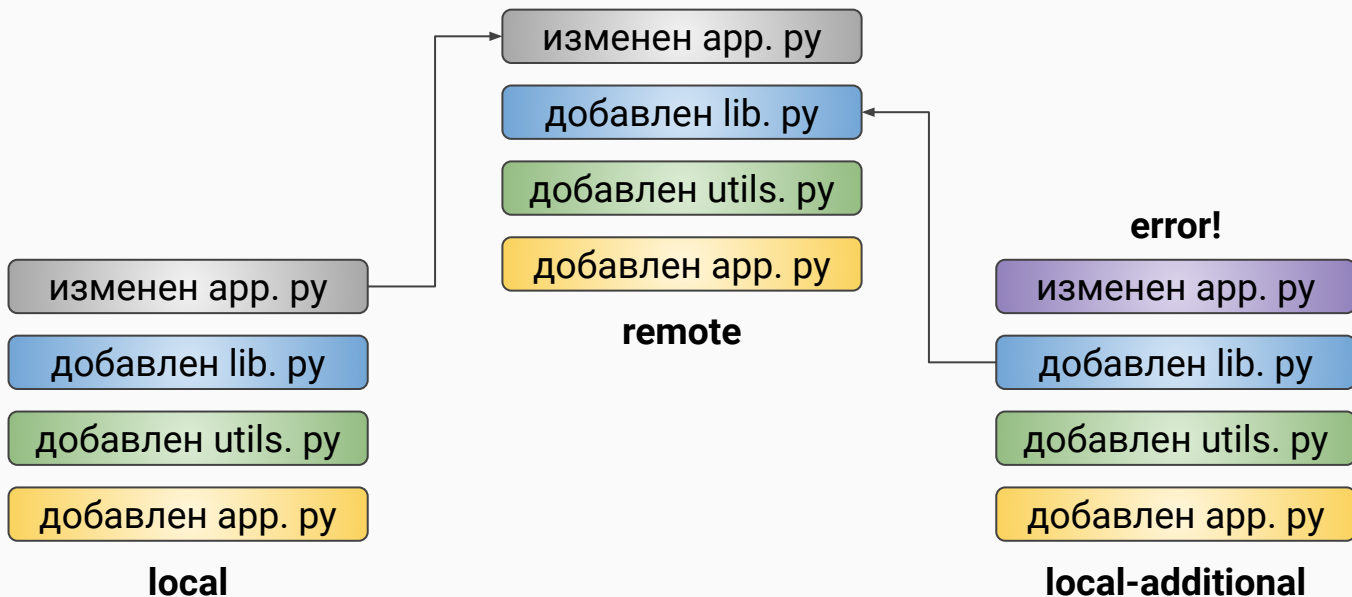 изменен app. py
добавлен lib. py
добавлен utils. py
добавлен app. py
remote
изменен app. py
добавлен lib. py
добавлен utils. py
добавлен app. py
local
error!
изменен app. py
добавлен lib. py
добавлен utils. py
добавлен app. py
local-additional